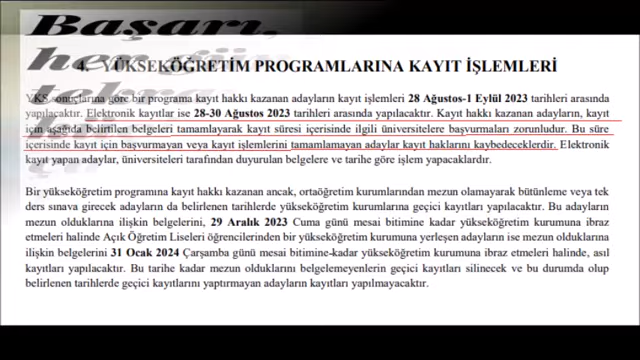 Başarı,
her gün
4. YÜKSEKÖĞRETİM PROGRAMLARINA KAYIT İŞLEMLERİ
YKS sonuçlarına göre bir programa kayıt hakkı kazanan adayların kayıt işlemleri 28 Ağustos-1 Eylül 2023 tarihleri arasında
yapılacaktır. Elektronik kayıtlar ise 28-30 Ağustos 2023 tarihleri arasında yapılacaktır. Kayıt hakkı kazanan adayların, kayıt
için aşağıda belirtilen belgeleri tamamlayarak kayıt süresi içerisinde ilgili üniversitelere başvurmaları zorunludur. Bu süre
içerisinde kayıt için başvurmayan veya kayıt işlemlerini tamamlamayan adaylar kayıt haklarını kaybedeceklerdir. Elektronik
kayıt yapan adaylar, üniversiteleri tarafından duyurulan belgelere ve tarihe göre işlem yapacaklardır.
Bir yükseköğretim programına kayıt hakkı kazanan ancak, ortaöğretim kurumlarından mezun olamayarak bütünleme veya tek
ders sınava girecek adayların da belirlenen tarihlerde yükseköğretim kurumlarına geçici kayıtları yapılacaktır. Bu adayların
mezun olduklarına ilişkin belgelerini, 29 Aralık 2023 Cuma günü mesai bitimine kadar yükseköğretim kurumuna ibraz
etmeleri halinde Açık Öğretim Liseleri öğrencilerinden bir yükseköğretim kurumuna yerleşen adayların ise mezun olduklarına
ilişkin belgelerini 31 Ocak 2024 Çarşamba günü mesai bitimine-kadar yükseköğretim kurumuna ibraz etmeleri halinde, asıl
kayıtları yapılacaktır. Bu tarihe kadar mezun olduklarını belgelemeyenlerin geçici kayıtları silinecek ve bu durumda olup
belirlenen tarihlerde geçici kayıtlarını yaptırmayan adayların kayıtları yapılmayacaktır.